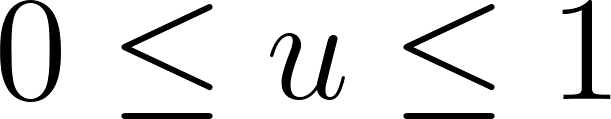 0 ≤ u ≤ 1